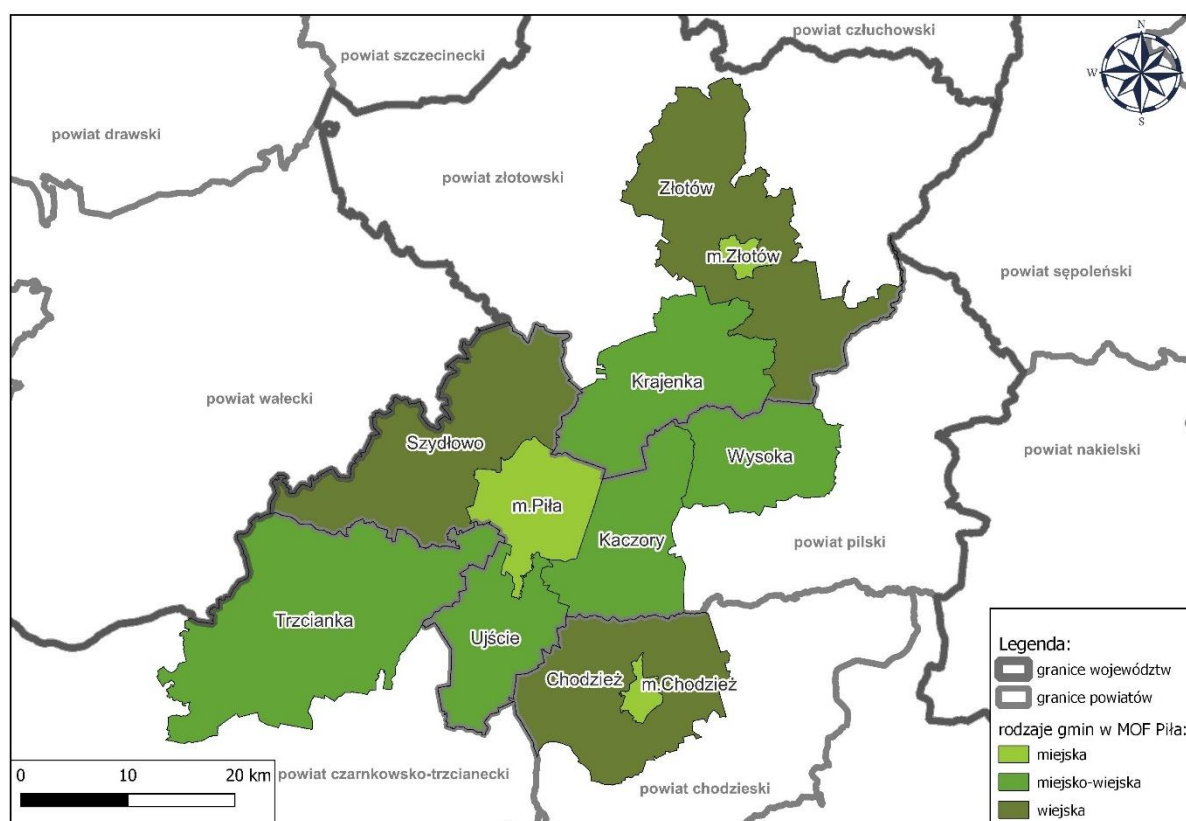 powiat szczecinecki
powiat człuchowski
N
W
E
S
powiat drawski
powiat złotowski
Złotów
m.Złotów
powiat sępoleński
Krajenka
powiat wałecki
Szydłowo
Wysoka
powiat nakielski
m.Piła
Kaczory
powiat pilski
Trzcianka
Ujście
Chodzież
m.Chodzież
Legenda:
granice województw
granice powiatów
rodzaje gmin w MOF Piła:
miejska
miejsko-wiejska
wiejska
0 10 20 km
powiat czarnkowsko-trzcianecki
powiat chodzieski